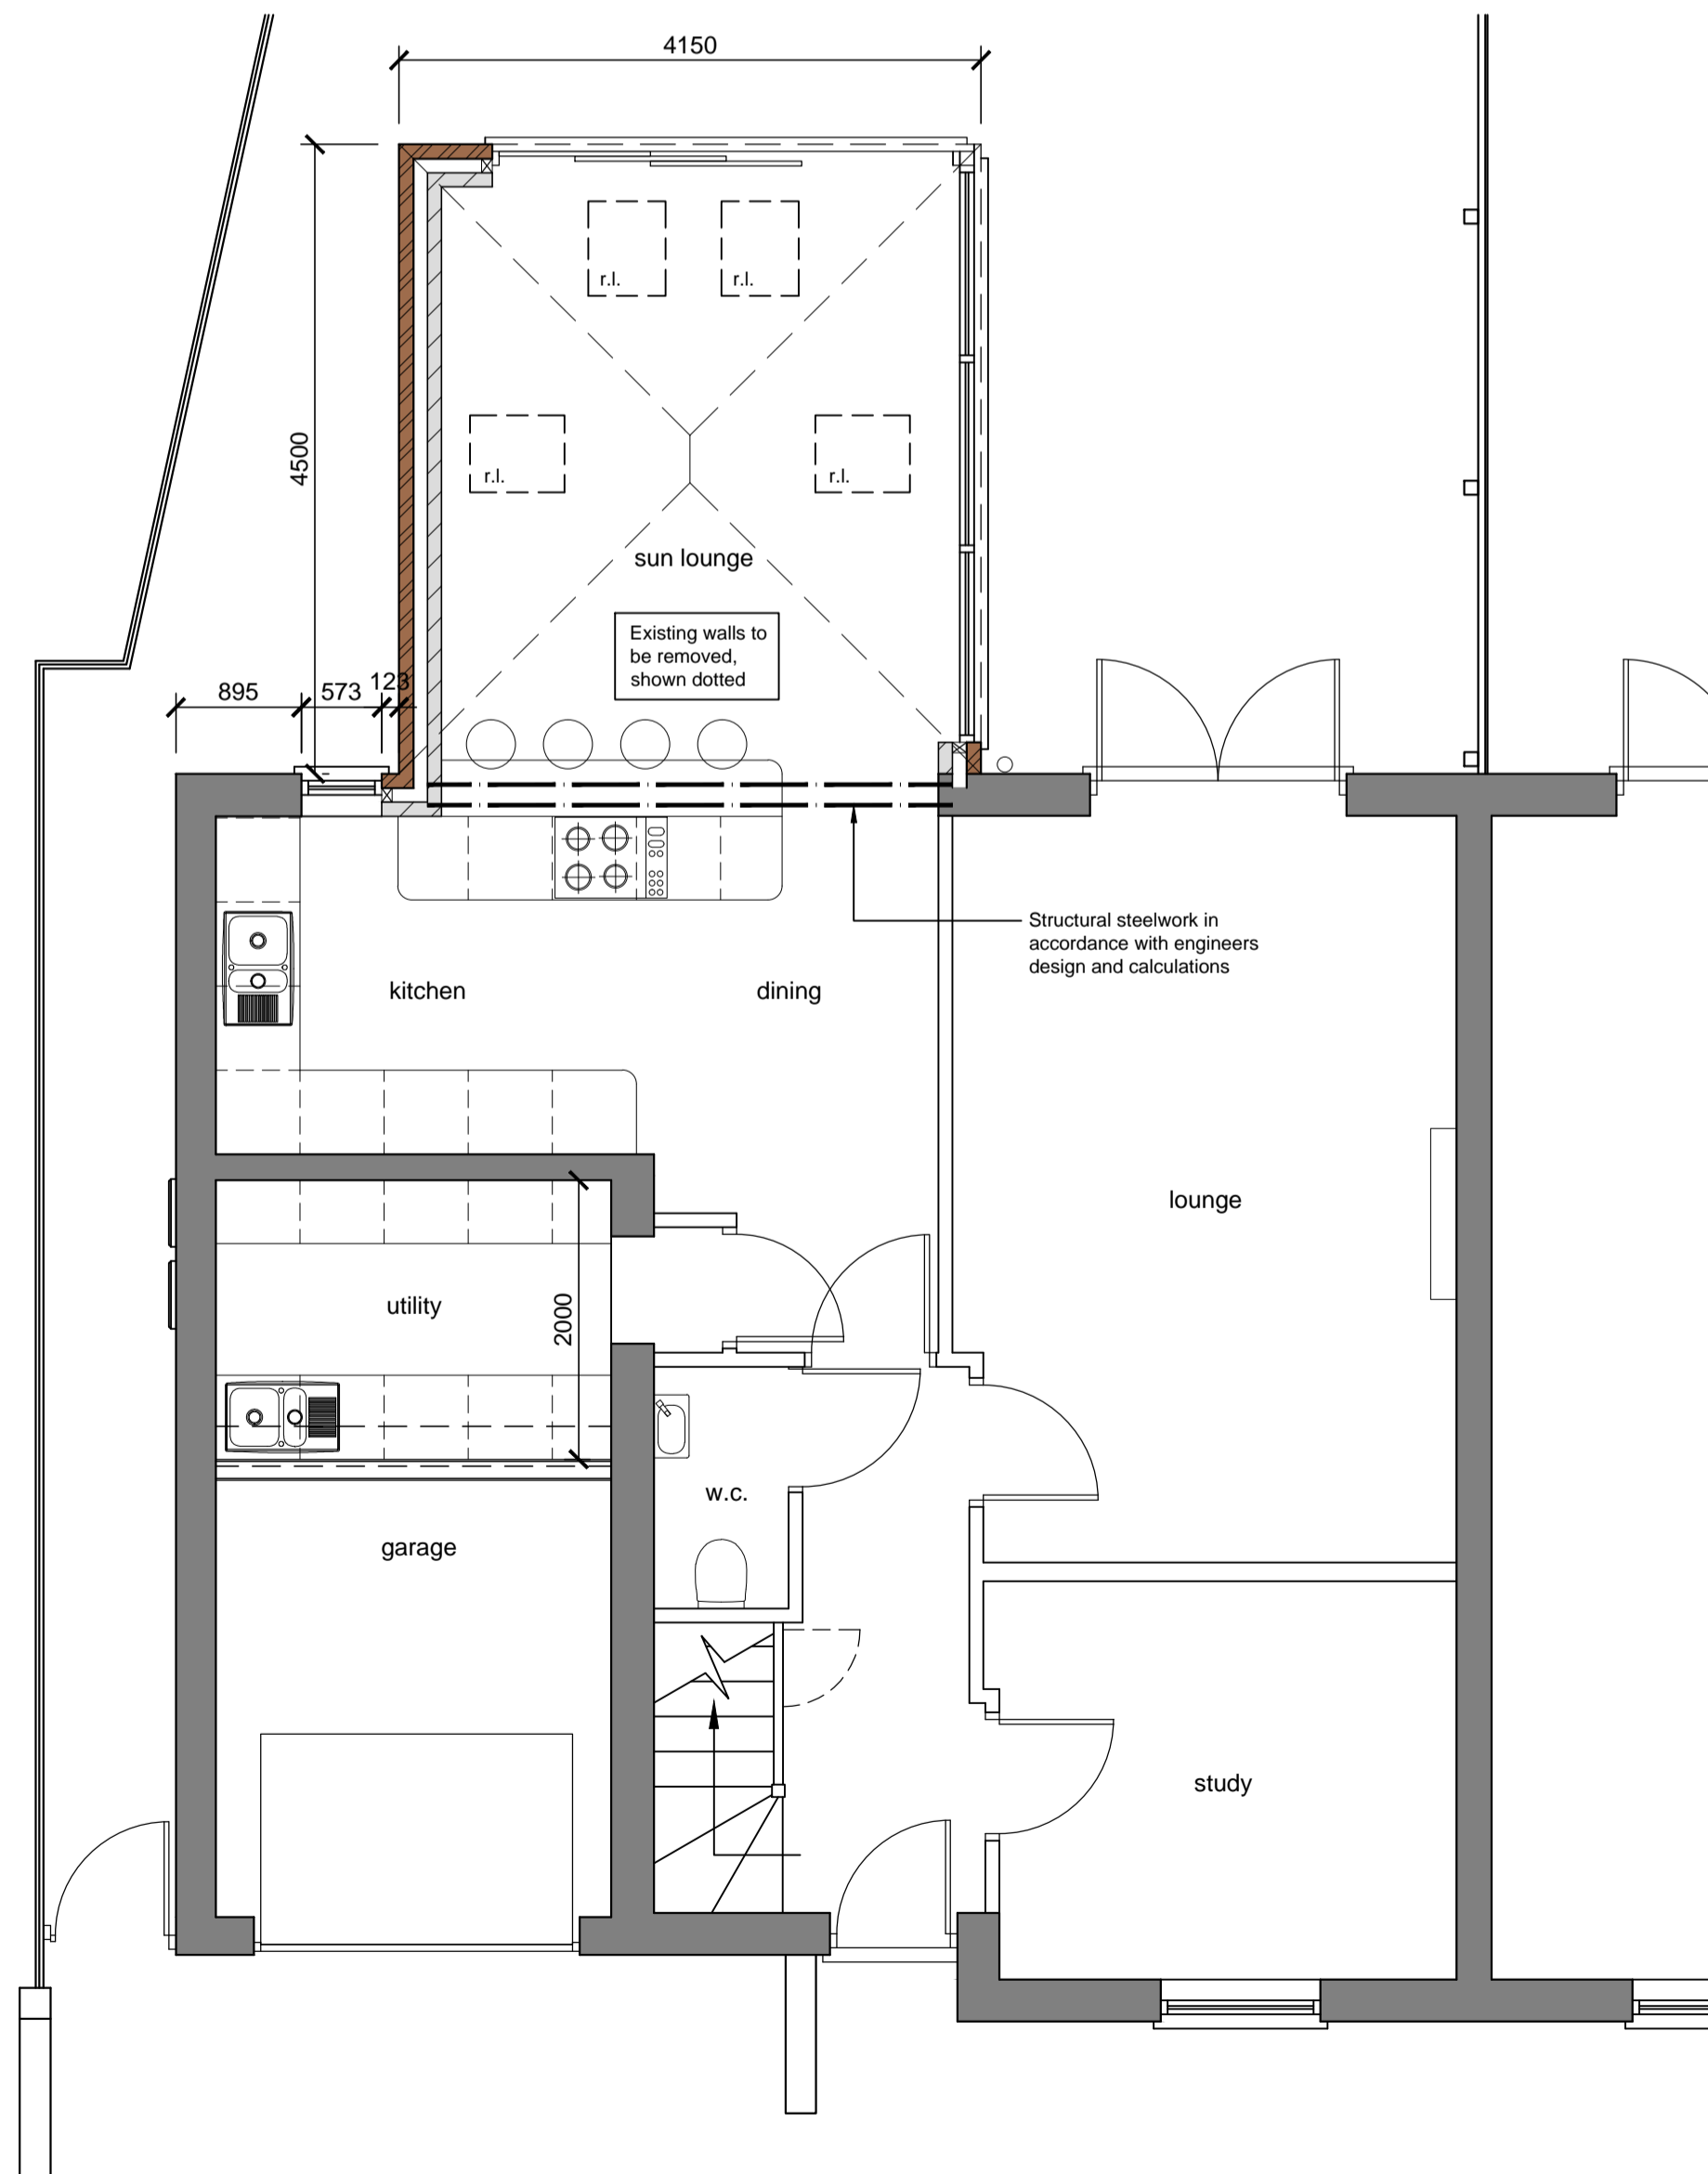 4150
r.l.
r.l.
4500
r.l.
r.l.
sun lounge
Existing walls to
be removed,
shown dotted
895
573
123
Structural steelwork in
accordance with engineers
design and calculations
kitchen
dining
lounge
utility
2000
w.c.
garage
study